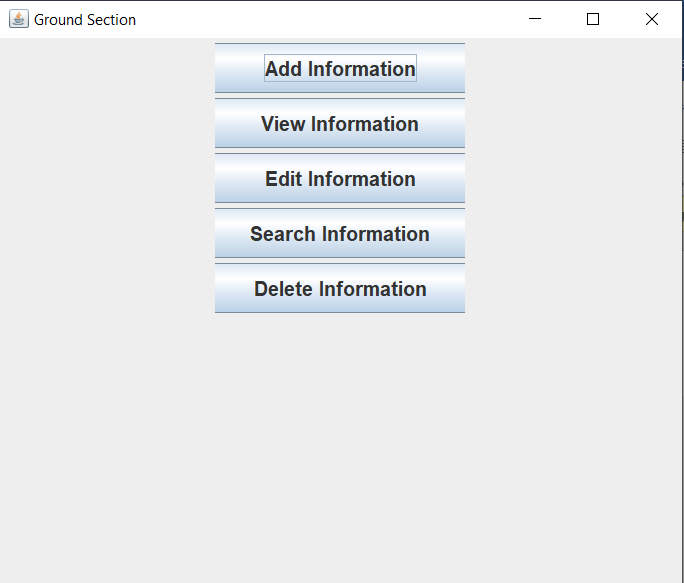 Ground Section
Add Information
View Information
Edit Information
Search Information
Delete Information